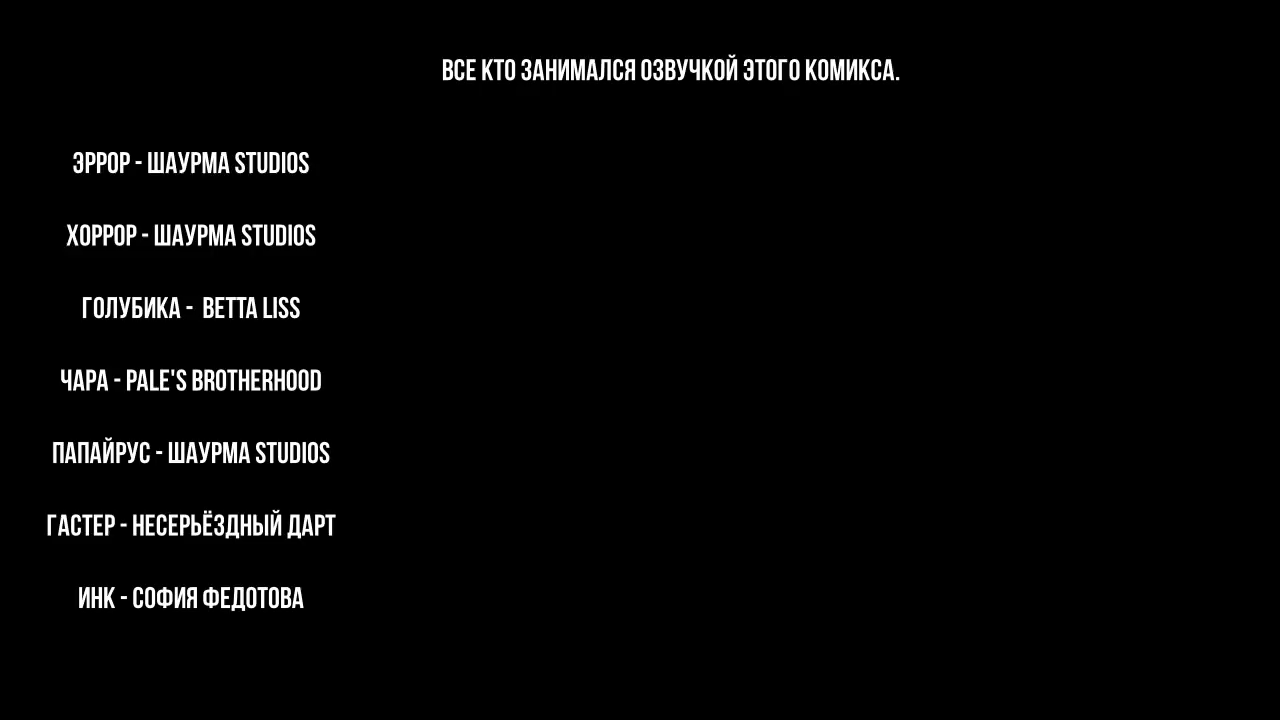 ВСЕ КТО ЗАНИМАЛСЯ ОЗВУЧКОЙ ЭТОГО КОМИКСА.
ЭРРОР - ШАУРМА STUDIOS
ХОРРОР - ШАУРМА STUDIOS
ГОЛУБИКА - BETTA LISS
ЧАРА - PALE'S BROTHERHOOD
ПАПАЙРУС - ШАУРМА STUDIOS
ГАСТЕР - НЕСЕРЬЁЗДНЫЙ ДАРТ
ИНК - СОФИЯ ФЕДОТОВА